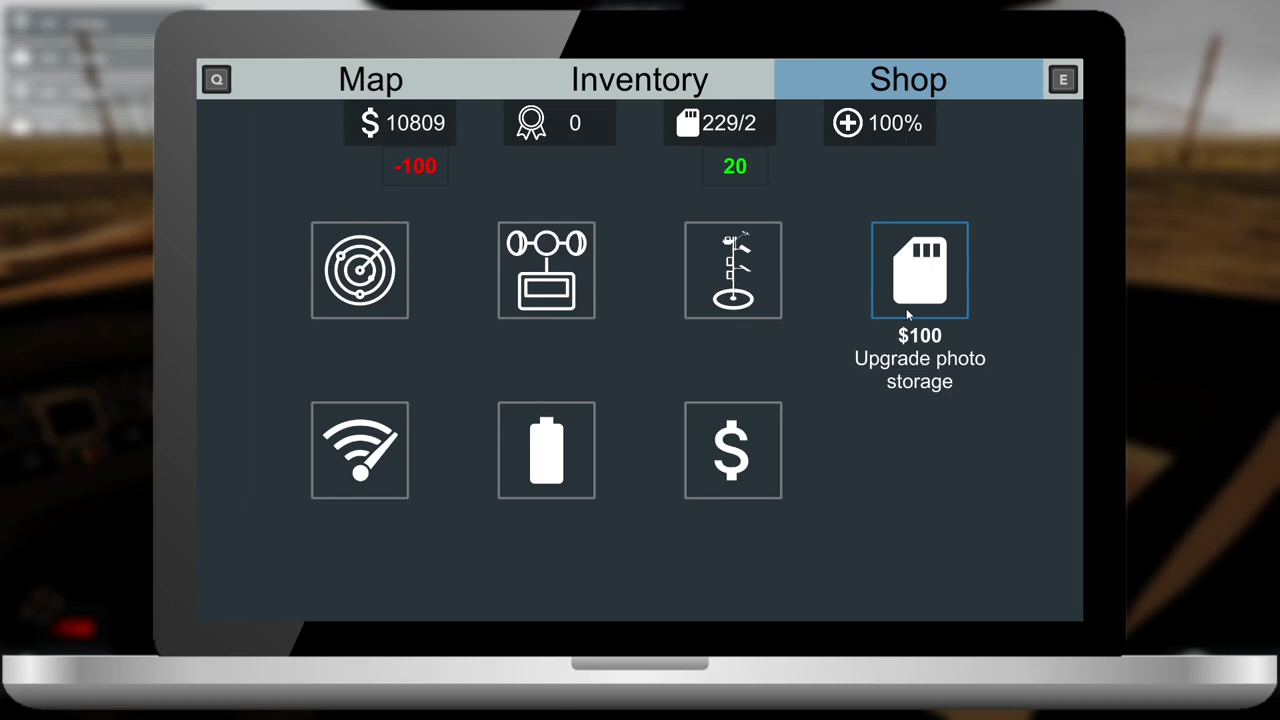 Q
Map
Inventory
Shop
E
$ 10809
0
229/2
100%
-100
20
$100
Upgrade photo
storage
$